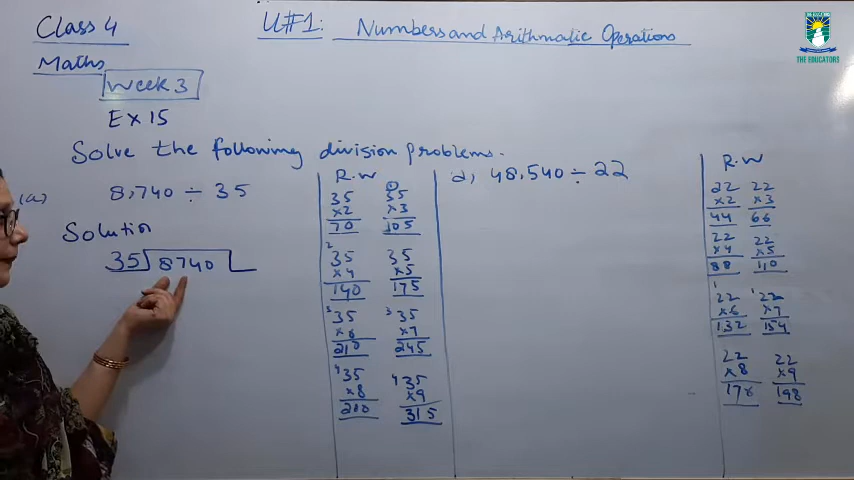 Class 4
U#1: Numbers and Arithmatic Operations
Maths
THE EDUCATORS
Week 3
EX 15
Solve the following division problems.
(a) 8,740 ÷ 35
Solution
35 8740
R.W
35 35
x2 x3
70 105
35 35
x4 x5
140 175
35 35
x6 x7
210 245
35 35
x8 x9
280 315
d, 48,540 ÷ 22
R.W
22 22
x2 x3
44 66
22 22
x4 x5
88 110
22 22
x6 x7
132 154
22 22
x8 x9
176 198